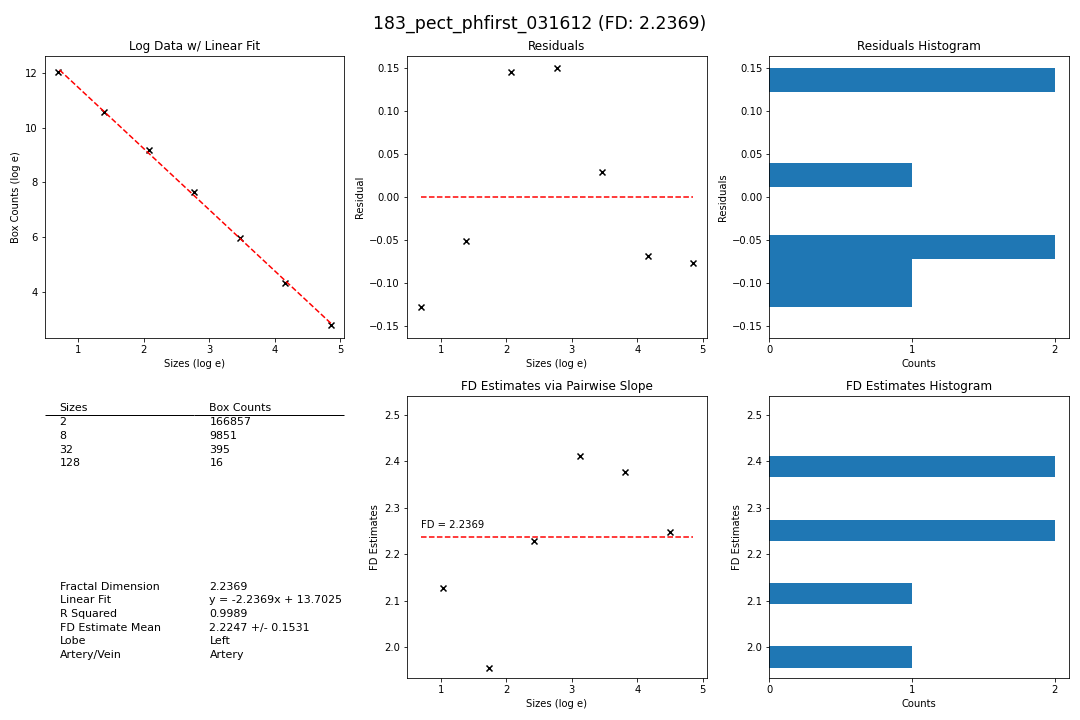 183_pect_phfirst_031612 (FD: 2.2369)
Log Data w/ Linear Fit
12
10
8
6
4
Box Counts (log e)
1 2 3 4 5
Sizes (log e)
Residuals
0.15
0.10
0.05
0.00
−0.05
−0.10
−0.15
Residual
1 2 3 4 5
Sizes (log e)
Residuals Histogram
0.15
0.10
0.05
0.00
−0.05
−0.10
−0.15
Residuals
0 1 2
Counts
Sizes Box Counts
2 166857
8 9851
32 395
128 16
Fractal Dimension 2.2369
Linear Fit y = -2.2369x + 13.7025
R Squared 0.9989
FD Estimate Mean 2.2247 +/- 0.1531
Lobe Left
Artery/Vein Artery
FD Estimates via Pairwise Slope
2.5
2.4
2.3
2.2
2.1
2.0
FD Estimates
FD = 2.2369
1 2 3 4 5
Sizes (log e)
FD Estimates Histogram
2.5
2.4
2.3
2.2
2.1
2.0
FD Estimates
0 1 2
Counts